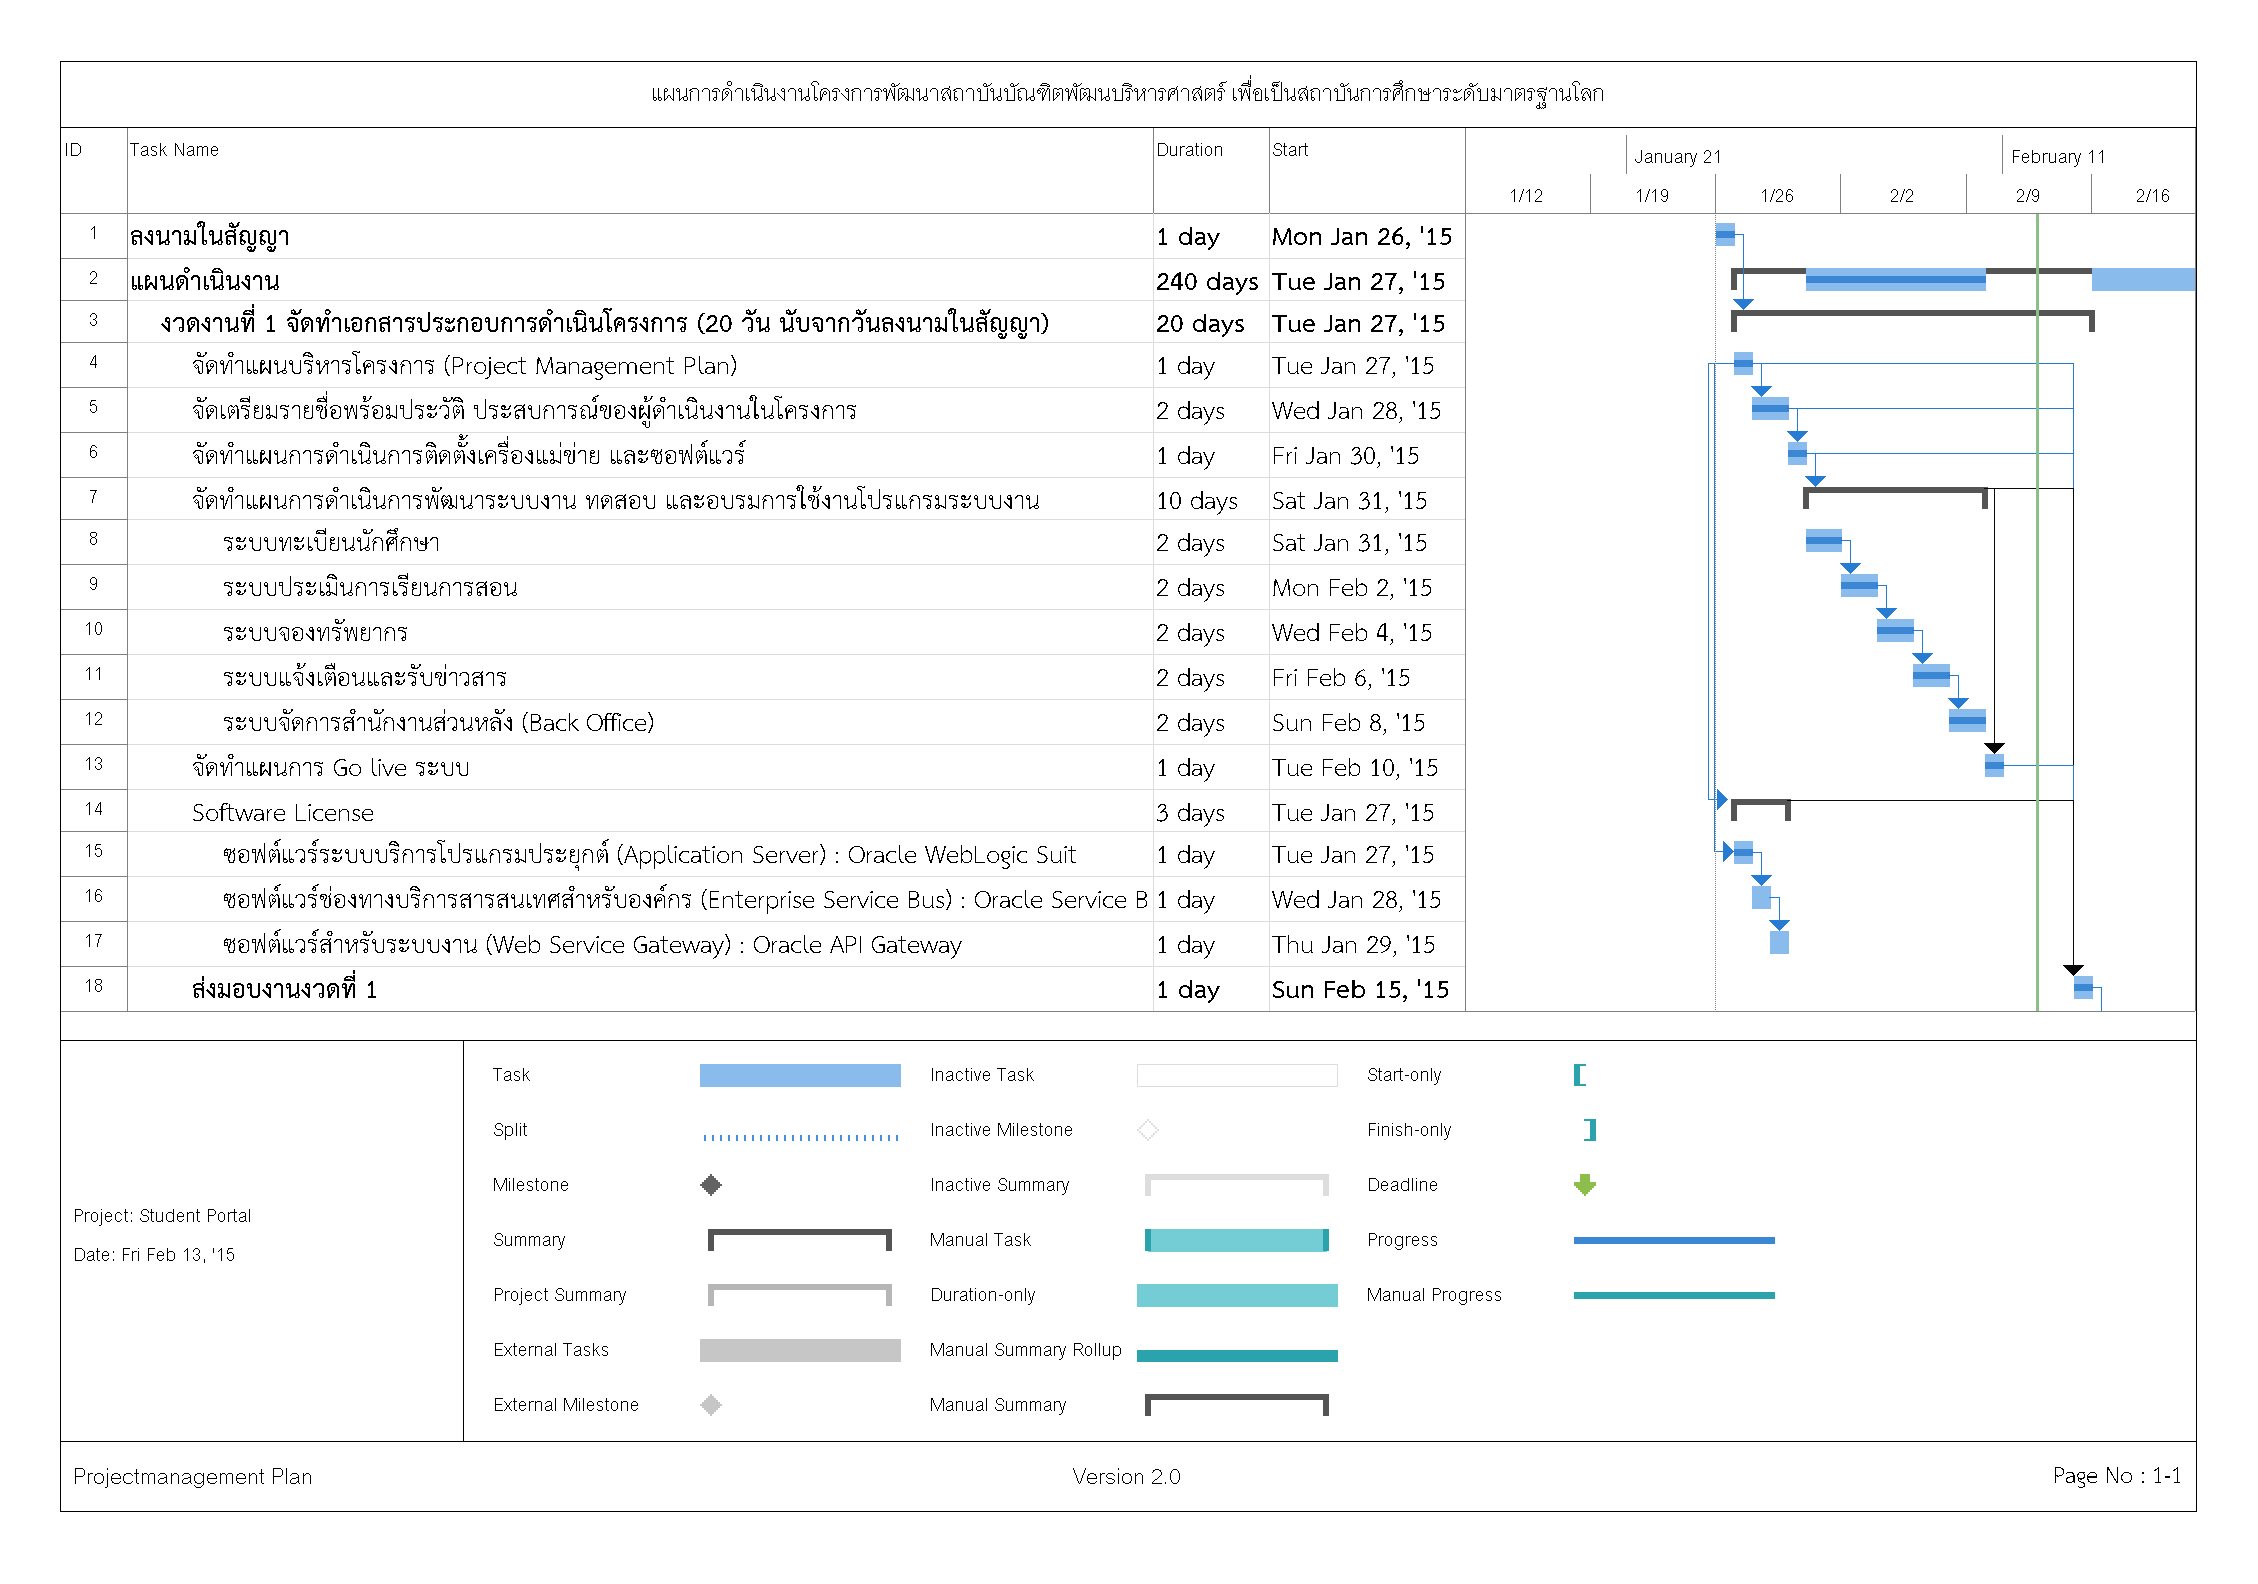 แผนการดำเนินงานโครงการพัฒนาสถาบันบัณฑิตพัฒนบริหารศาสตร์ เพื่อเป็นสถาบันการศึกษาระดับมาตรฐานโลก
ID Task Name Duration Start January 21 February 11
1/12 1/19 1/26 2/2 2/9 2/16
1 ลงนามในสัญญา 1 day Mon Jan 26, '15
2 แผนดำเนินงาน 240 days Tue Jan 27, '15
3 งวดงานที่ 1 จัดทำเอกสารประกอบการดำเนินโครงการ (20 วัน นับจากวันลงนามในสัญญา) 20 days Tue Jan 27, '15
4 จัดทำแผนบริหารโครงการ (Project Management Plan) 1 day Tue Jan 27, '15
5 จัดเตรียมรายชื่อพร้อมประวัติ ประสบการณ์ของผู้ดำเนินงานในโครงการ 2 days Wed Jan 28, '15
6 จัดทำแผนการดำเนินการติดตั้งเครื่องแม่ข่าย และซอฟต์แวร์ 1 day Fri Jan 30, '15
7 จัดทำแผนการดำเนินการพัฒนาระบบงาน ทดสอบ และอบรมการใช้งานโปรแกรมระบบงาน 10 days Sat Jan 31, '15
8 ระบบทะเบียนนักศึกษา 2 days Sat Jan 31, '15
9 ระบบประเมินการเรียนการสอน 2 days Mon Feb 2, '15
10 ระบบจองทรัพยากร 2 days Wed Feb 4, '15
11 ระบบแจ้งเตือนและรับข่าวสาร 2 days Fri Feb 6, '15
12 ระบบจัดการสำนักงานส่วนหลัง (Back Office) 2 days Sun Feb 8, '15
13 จัดทำแผนการ Go live ระบบ 1 day Tue Feb 10, '15
14 Software License 3 days Tue Jan 27, '15
15 ซอฟต์แวร์ระบบบริการโปรแกรมประยุกต์ (Application Server) : Oracle WebLogic Suit 1 day Tue Jan 27, '15
16 ซอฟต์แวร์ช่องทางบริการสารสนเทศสำหรับองค์กร (Enterprise Service Bus) : Oracle Service B 1 day Wed Jan 28, '15
17 ซอฟต์แวร์สำหรับระบบงาน (Web Service Gateway) : Oracle API Gateway 1 day Thu Jan 29, '15
18 ส่งมอบงานงวดที่ 1 1 day Sun Feb 15, '15
Project: Student Portal
Date: Fri Feb 13, '15
Task Inactive Task Start-only
Split Inactive Milestone Finish-only
Milestone Inactive Summary Deadline
Summary Manual Task Progress
Project Summary Duration-only Manual Progress
External Tasks Manual Summary Rollup
External Milestone Manual Summary
Projectmanagement Plan Version 2.0 Page No : 1-1